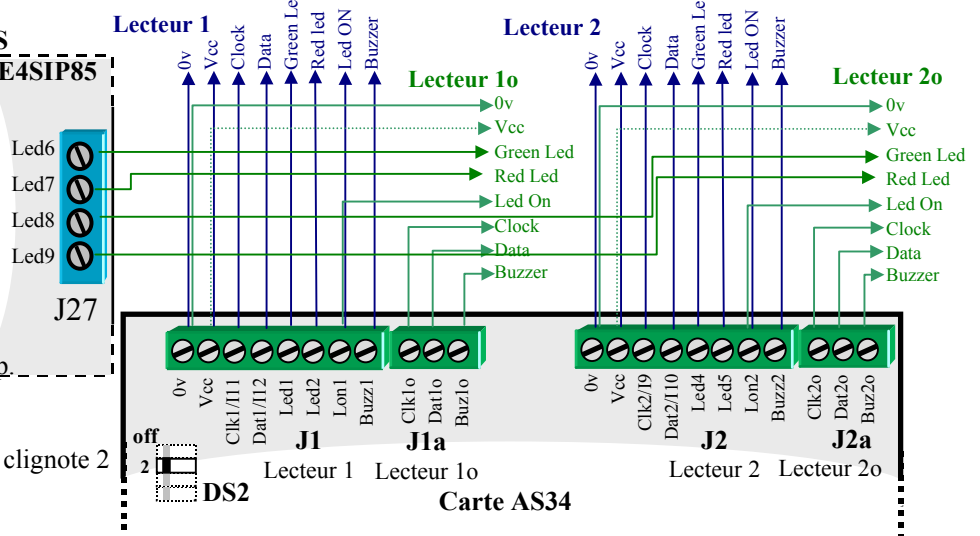 Lecteur 1
0v
Vcc
Clock
Data
Green Le
Red led
Led ON
Buzzer
Lecteur 2
0v
Vcc
Clock
Data
Green Le
Red led
Led ON
Buzzer
S
E4SIP85
Lecteur 1o
0v
Vcc
Green Led
Red Led
Led On
Clock
Data
Buzzer
Lecteur 2o
0v
Vcc
Green Led
Red Led
Led On
Clock
Data
Buzzer
Led6
Led7
Led8
Led9
J27
p.
0v
Vcc
Clk1/I11
Dat1/I12
Led1
Led2
Lon1
Buzz1
Clk1o
Dat1o
Buz1o
0v
Vcc
Clk2/I9
Dat2/I10
Led4
Led5
Lon2
Buzz2
Clk2o
Dat2o
Buz2o
J1
J1a
J2
J2a
Lecteur 1
Lecteur 1o
Lecteur 2
Lecteur 2o
off
clignote 2
2
DS2
Carte AS34